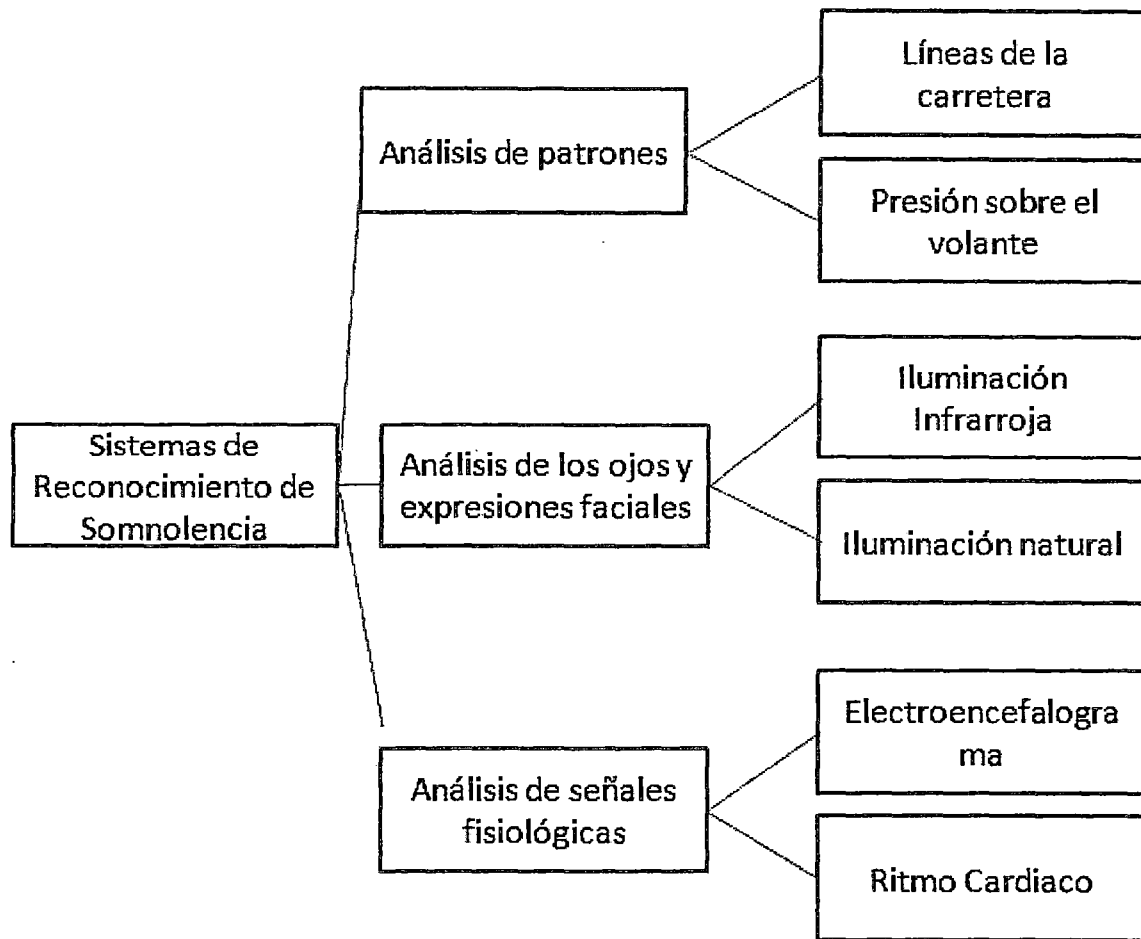 Líneas de la
carretera
Análisis de patrones
Presión sobre el
volante
Iluminación
Infrarroja
Sistemas de
Reconocimiento de
Somnolencia
Análisis de los ojos y
expresiones faciales
Iluminación natural
Electroencefalogra
ma
Análisis de señales
fisiológicas
Ritmo Cardiaco